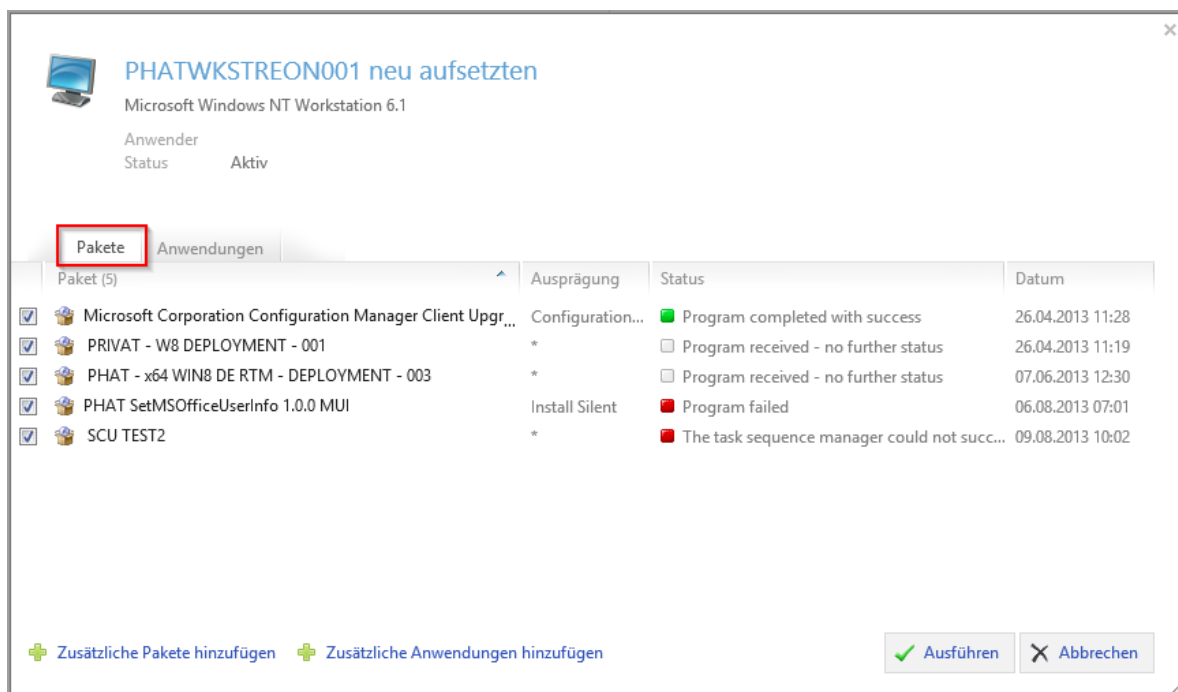 PHATWKSTREON001 neu aufsetzten
Microsoft Windows NT Workstation 6.1
Anwender
Status Aktiv
Pakete Anwendungen
Paket (5) Ausprägung Status Datum
Microsoft Corporation Configuration Manager Client Upgr... Configuration... Program completed with success 26.04.2013 11:28
PRIVAT - W8 DEPLOYMENT - 001 * Program received - no further status 26.04.2013 11:19
PHAT - x64 WIN8 DE RTM - DEPLOYMENT - 003 * Program received - no further status 07.06.2013 12:30
PHAT SetMSOfficeUserInfo 1.0.0 MUI Install Silent Program failed 06.08.2013 07:01
SCU TEST2 * The task sequence manager could not succ... 09.08.2013 10:02
Zusätzliche Pakete hinzufügen Zusätzliche Anwendungen hinzufügen Ausführen Abbrechen